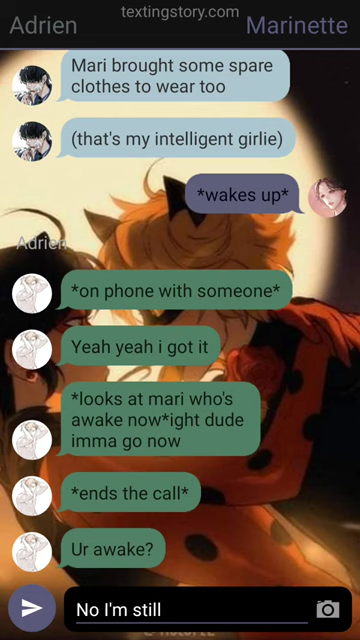 textingstory.com
Adrien
Marinette
Mari brought some spare
clothes to wear too
(that's my intelligent girlie)
*wakes up*
Adrien
*on phone with someone*
Yeah yeah i got it
*looks at mari who's
awake now*ight dude
imma go now
*ends the call*
Ur awake?
No I'm still